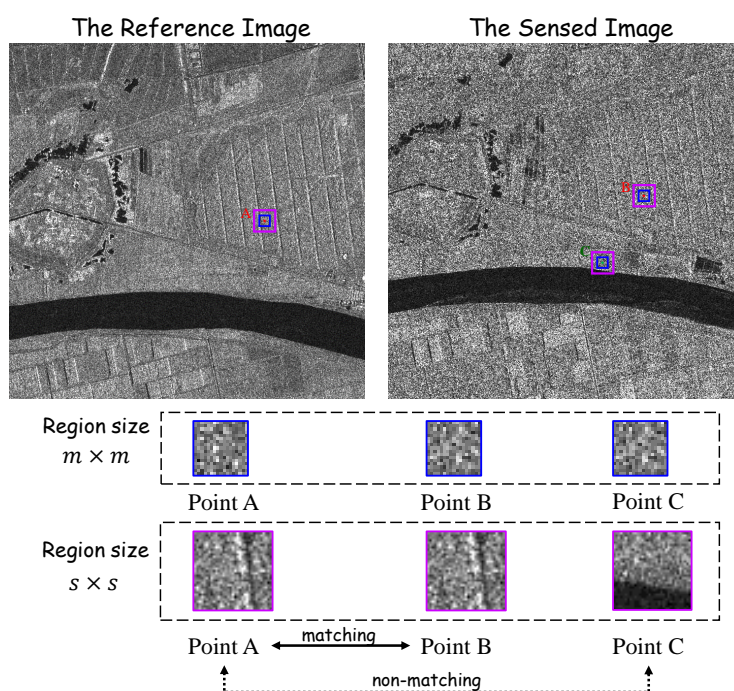 The Reference Image
The Sensed Image
A
B
C
Region size
m × m
Point A
Point B
Point C
Region size
s × s
Point A
matching
Point B
Point C
non-matching